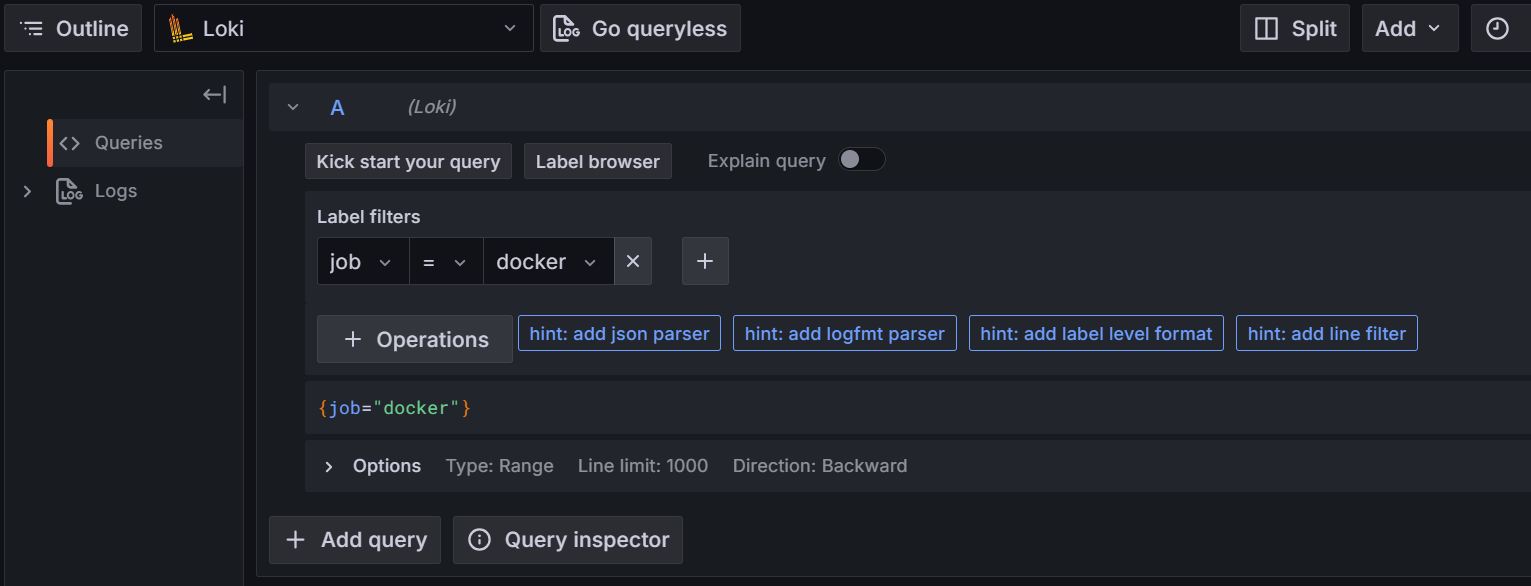 Outline Loki Go queryless Split Add
Queries
Logs
A (Loki)
Kick start your query Label browser Explain query
Label filters
job = docker
Operations hint: add json parser hint: add logfmt parser hint: add label level format hint: add line filter
{job="docker"}
Options Type: Range Line limit: 1000 Direction: Backward
Add query Query inspector